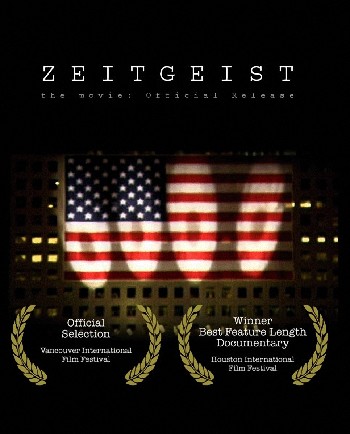 ZEITGEIST
the movie: Official Release
Official
Selection
Vancouver International
Film Festival
Winner
Best Feature Length
Documentary
Houston International
Film Festival